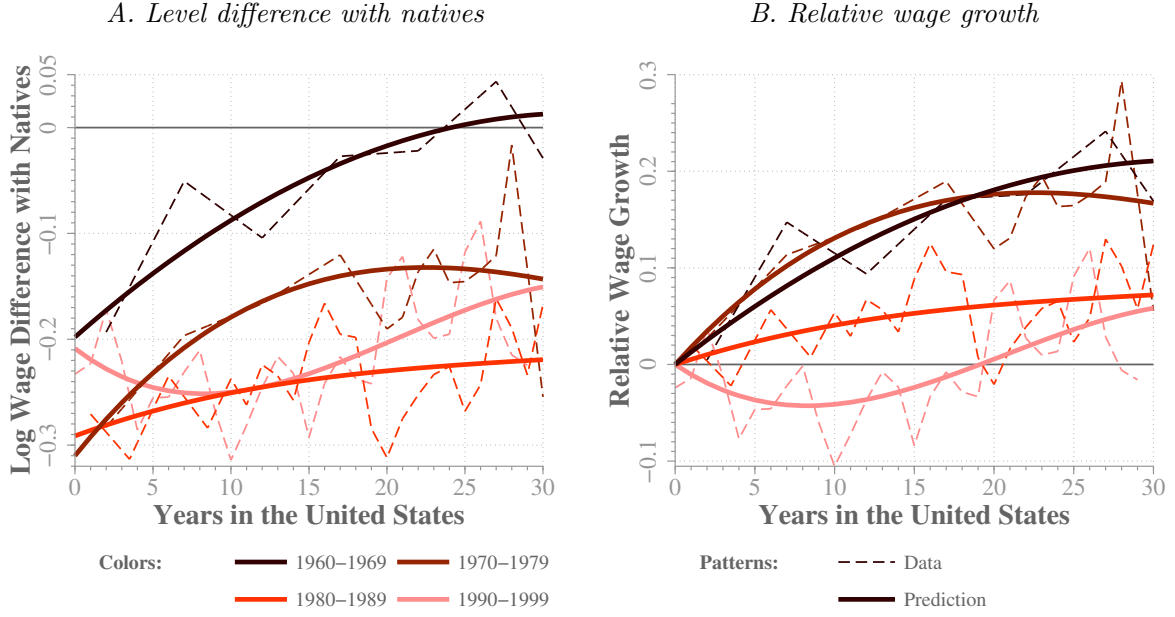 A. Level difference with natives
B. Relative wage growth
Log Wage Difference with Natives
0.05
0
−0.1
−0.2
−0.3
0
5
10
15
20
25
30
Years in the United States
Relative Wage Growth
0.3
0.2
0.1
0
−0.1
0
5
10
15
20
25
30
Years in the United States
Colors:
1960−1969
1970−1979
1980−1989
1990−1999
Patterns:
Data
Prediction